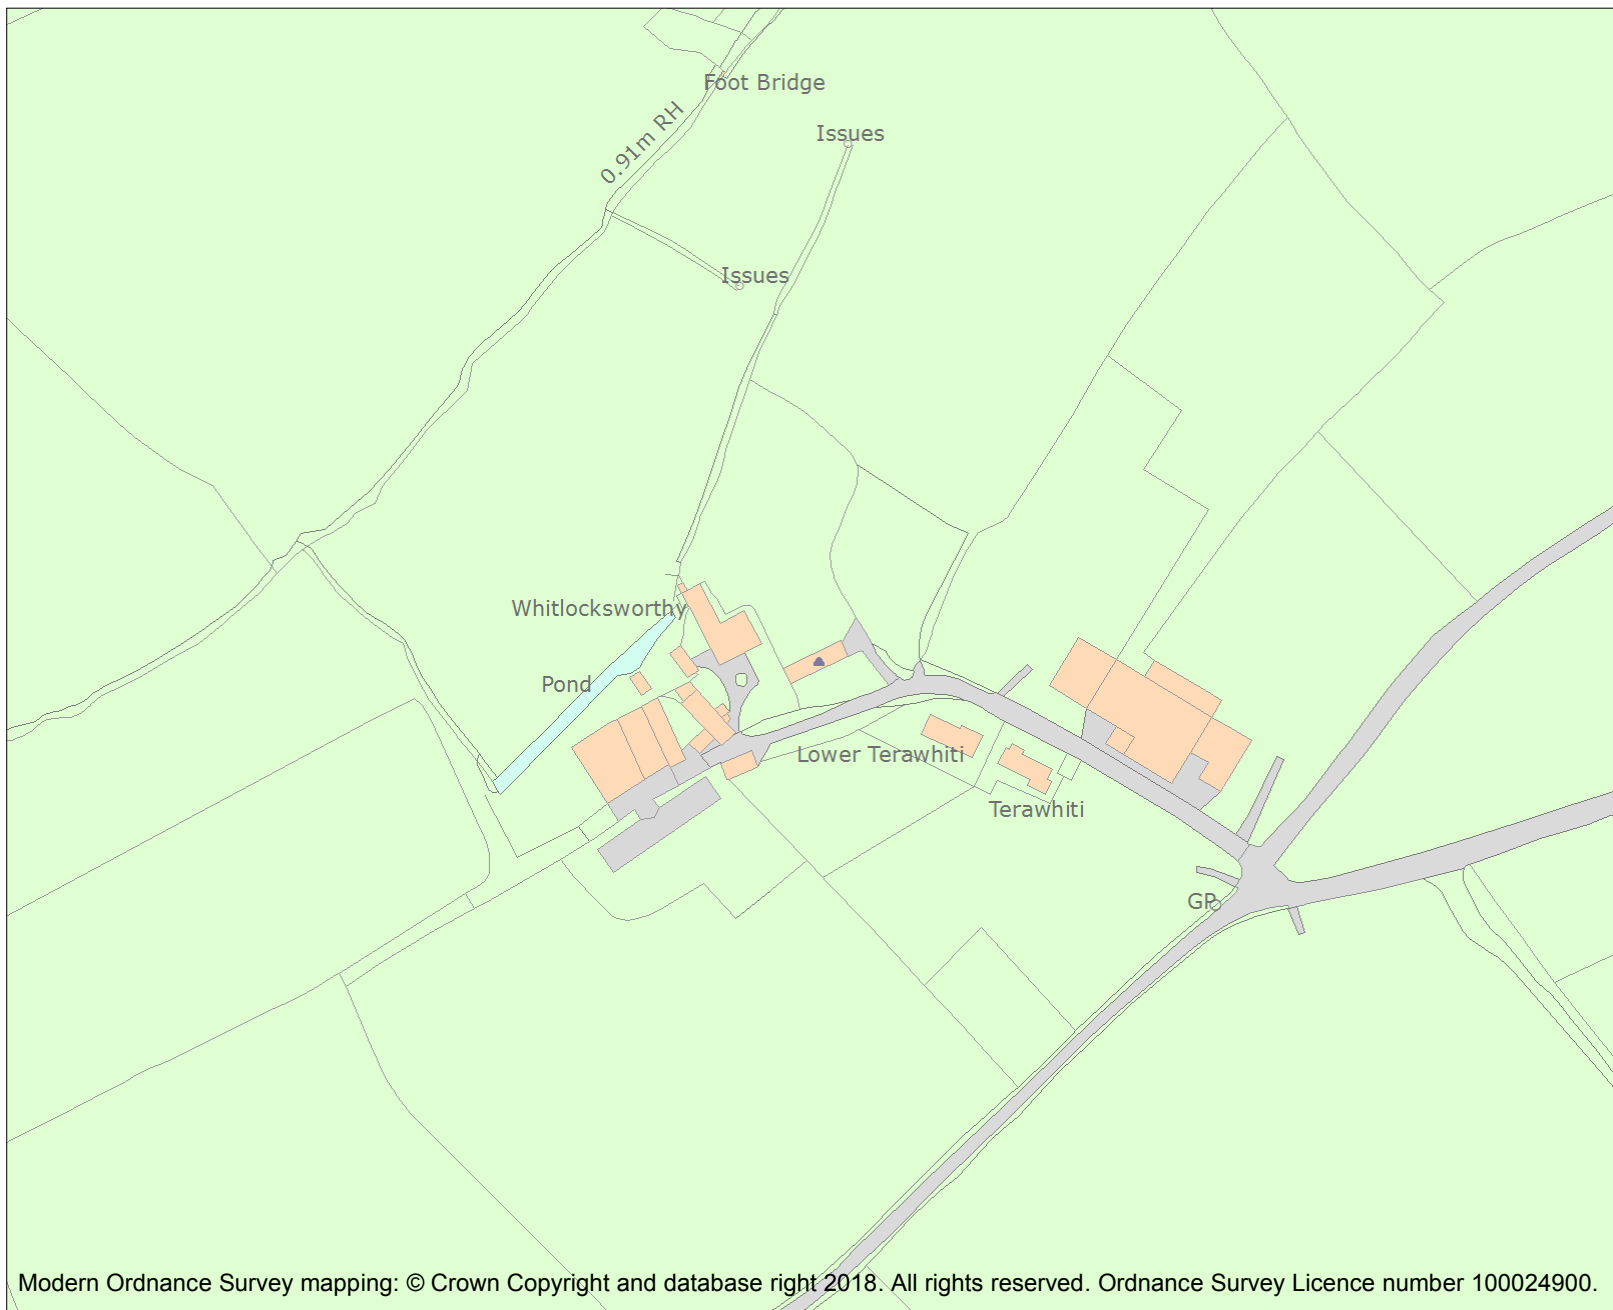 Foot Bridge
0.91m RH
Issues
Issues
Whitlocksworthy
Pond
Lower Terawhiti
Terawhiti
GP
Modern Ordnance Survey mapping: © Crown Copyright and database right 2018. All rights reserved. Ordnance Survey Licence number 100024900.